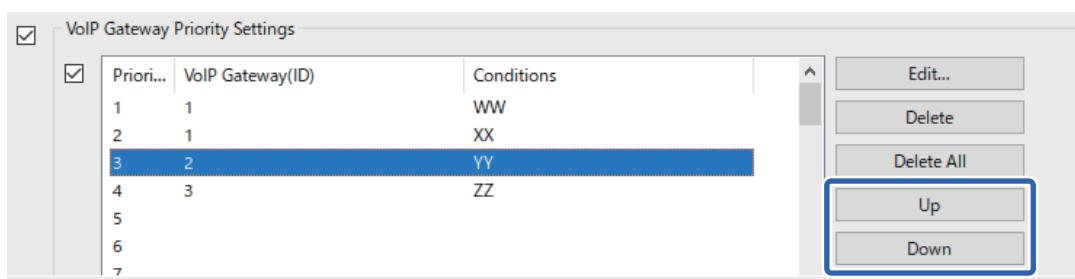 VoIP Gateway Priority Settings
Priori... VoIP Gateway(ID) Conditions
1 1 WW
2 1 XX
3 2 YY
4 3 ZZ
5
6
7
Edit...
Delete
Delete All
Up
Down